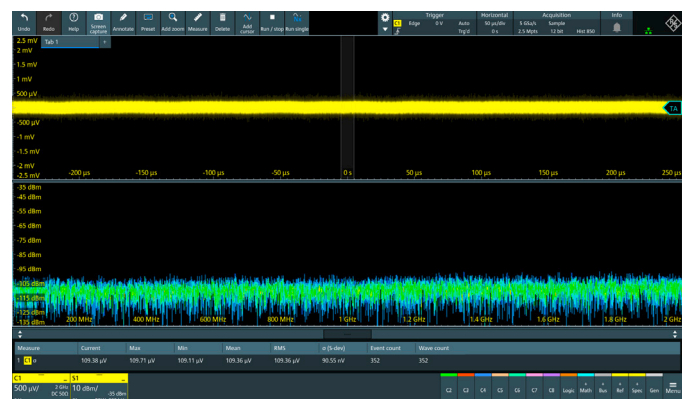 Undo Redo Help Screen capture Annotate Preset Add zoom Measure Delete Add cursor Run / stop Run single
Trigger Horizontal Acquisition Info
C1 Edge 0 V Auto 50 µs/div 5 GSa/s Sample
Trig'd 0 s 2.5 Mpts 12 bit Hist 850
2.5 mV Tab 1 +
2 mV
1.5 mV
1 mV
500 µV
TA
-500 µV
-1 mV
-1.5 mV
-2 mV
-2.5 mV -200 µs -150 µs -100 µs -50 µs 0 s 50 µs 100 µs 150 µs 200 µs 250 µs
-35 dBm
-45 dBm
-55 dBm
-65 dBm
-75 dBm
-85 dBm
-95 dBm
-105 dBm
-115 dBm
-125 dBm
-135 dBm 200 MHz 400 MHz 600 MHz 800 MHz 1 GHz 1.2 GHz 1.4 GHz 1.6 GHz 1.8 GHz 2 GHz
Measure Current Max Min Mean RMS σ (S-dev) Event count Wave count
1 C1 σ 109.38 µV 109.71 µV 109.11 µV 109.36 µV 109.36 µV 90.55 nV 352 352
C1 S1
500 µV/ 2 GHz DC 50Ω 10 dBm/ -35 dBm
C2 C3 C4 C5 C6 C7 C8 Logic Math Bus Ref Spec Gen Menu